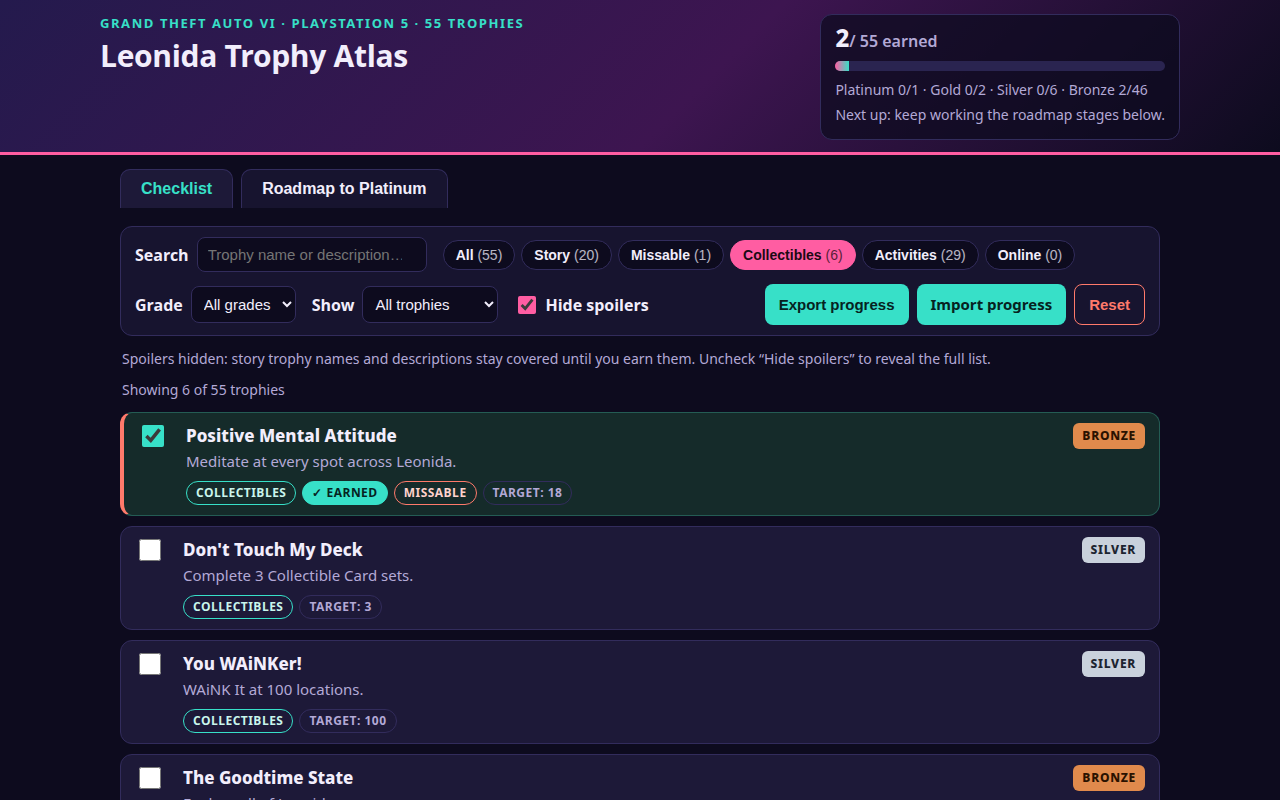 GRAND THEFT AUTO VI · PLAYSTATION 5 · 55 TROPHIES
Leonida Trophy Atlas
2/ 55 earned
Platinum 0/1 · Gold 0/2 · Silver 0/6 · Bronze 2/46
Next up: keep working the roadmap stages below.
Checklist
Roadmap to Platinum
Search Trophy name or description… All (55) Story (20) Missable (1) Collectibles (6) Activities (29) Online (0)
Grade All grades Show All trophies Hide spoilers Export progress Import progress Reset
Spoilers hidden: story trophy names and descriptions stay covered until you earn them. Uncheck “Hide spoilers” to reveal the full list.
Showing 6 of 55 trophies
Positive Mental Attitude BRONZE
Meditate at every spot across Leonida.
COLLECTIBLES ✓ EARNED MISSABLE TARGET: 18
Don't Touch My Deck SILVER
Complete 3 Collectible Card sets.
COLLECTIBLES TARGET: 3
You WAiNKer! SILVER
WAiNK It at 100 locations.
COLLECTIBLES TARGET: 100
The Goodtime State BRONZE